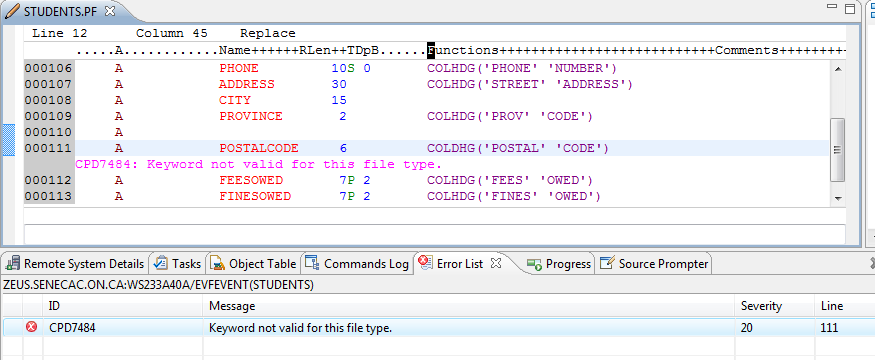 STUDENTS.PF
Line 12 Column 45 Replace
.....A............Name++++++RLen++TDpB......Functions+++++++++++++++++++++++++++Comments+++++++++
000106 A PHONE 10S 0 COLHDG('PHONE' 'NUMBER')
000107 A ADDRESS 30 COLHDG('STREET' 'ADDRESS')
000108 A CITY 15
000109 A PROVINCE 2 COLHDG('PROV' 'CODE')
000110 A
000111 A POSTALCODE 6 COLDHG('POSTAL' 'CODE')
CPD7484: Keyword not valid for this file type.
000112 A FEESOWED 7P 2 COLHDG('FEES' 'OWED')
000113 A FINESOWED 7P 2 COLHDG('FINES' 'OWED')
Remote System Details Tasks Object Table Commands Log Error List Progress Source Prompter
ZEUS.SENECAC.ON.CA:WS233A40A/EVFEVENT(STUDENTS)
ID Message Severity Line
CPD7484 Keyword not valid for this file type. 20 111